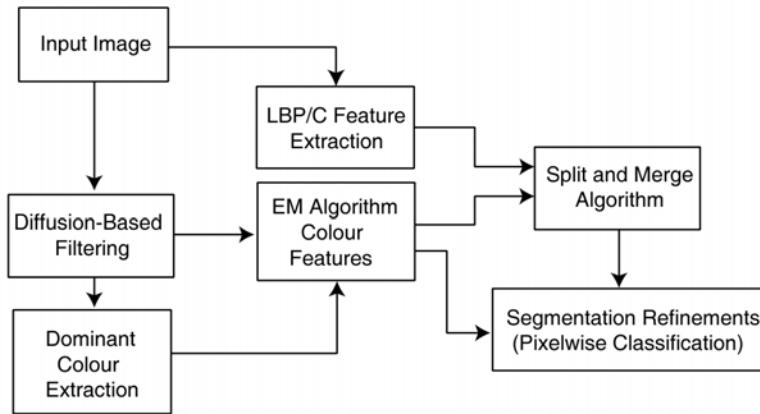 Input Image
LBP/C Feature
Extraction
Split and Merge
Algorithm
Diffusion-Based
Filtering
EM Algorithm
Colour
Features
Dominant
Colour
Extraction
Segmentation Refinements
(Pixelwise Classification)